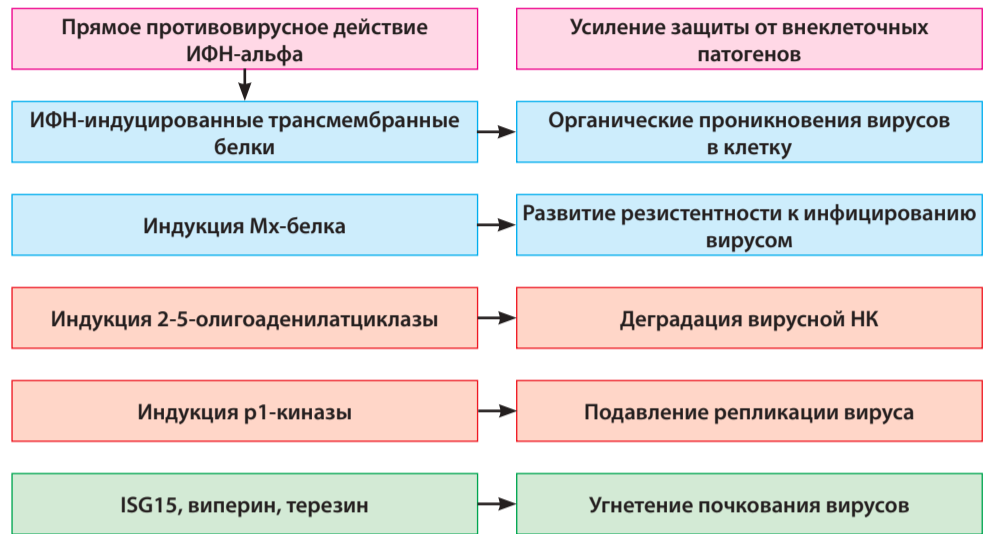 Прямое противовирусное действие
ИФН-альфа
Усиление защиты от внеклеточных
патогенов
ИФН-индуцированные трансмембранные
белки
Органические проникновения вирусов
в клетку
Индукция Мх-белка
Развитие резистентности к инфицированию
вирусом
Индукция 2-5-олигоаденилатциклазы
Деградация вирусной НК
Индукция р1-киназы
Подавление репликации вируса
ISG15, виперин, терезин
Угнетение почкования вирусов